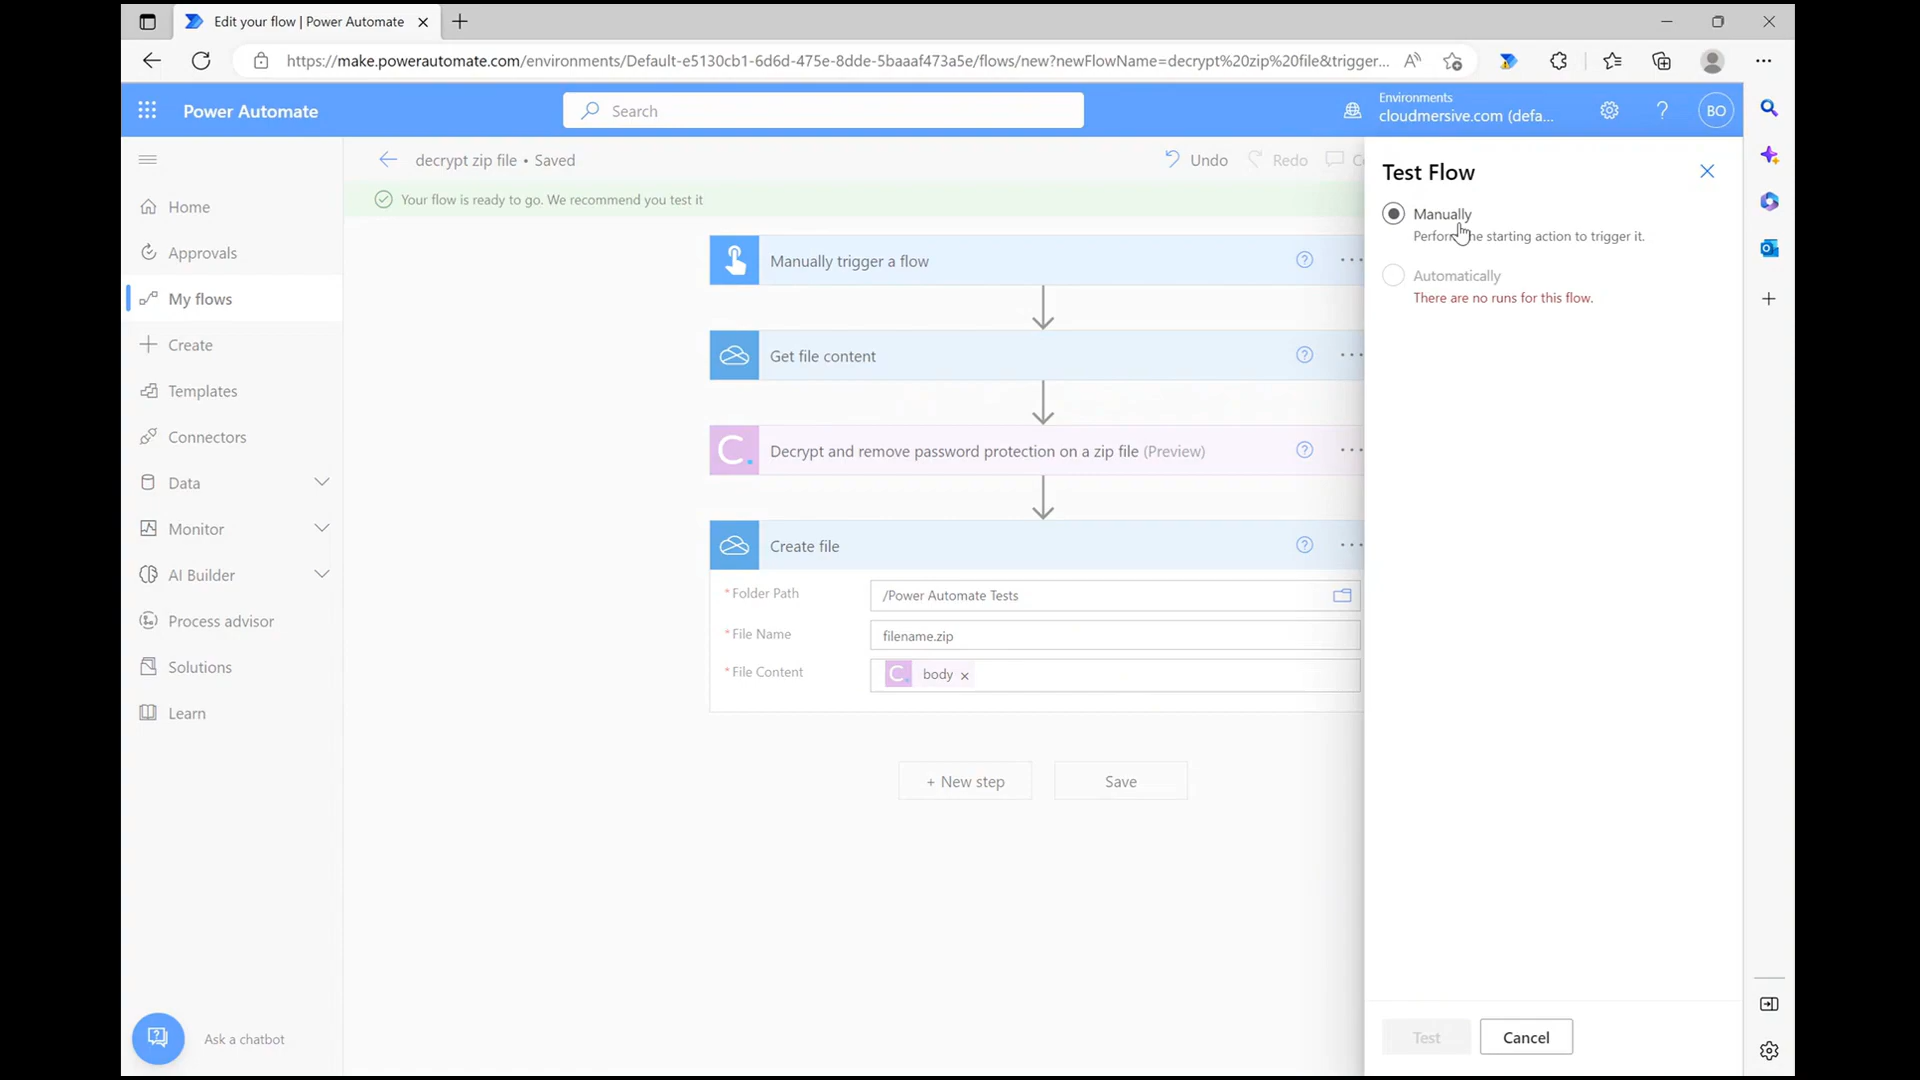 Edit your flow | Power Automate
https://make.powerautomate.com/environments/Default-e5130cb1-6d6d-475e-8dde-5baaaf473a5e/flows/new?newFlowName=decrypt%20zip%20file&trigger...
Power Automate
Search
Environments
cloudmersive.com (defa...
?
BO
decrypt zip file • Saved
Undo
Redo
Your flow is ready to go. We recommend you test it
Home
Approvals
My flows
Create
Templates
Connectors
Data
Monitor
AI Builder
Process advisor
Solutions
Learn
Ask a chatbot
Manually trigger a flow
Get file content
Decrypt and remove password protection on a zip file (Preview)
Create file
* Folder Path
/Power Automate Tests
* File Name
filename.zip
* File Content
body
+ New step
Save
Test Flow
Manually
starting action to trigger it.
Automatically
There are no runs for this flow.
Test
Cancel